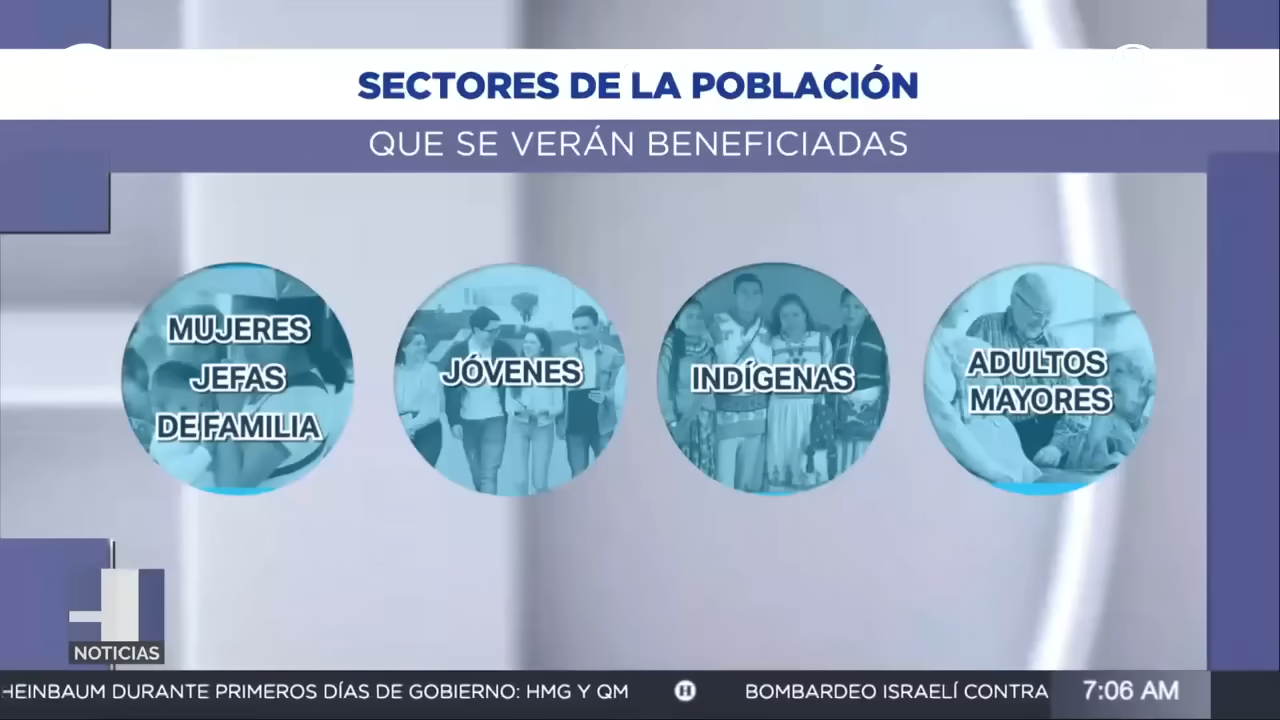 SECTORES DE LA POBLACIÓN
QUE SE VERÁN BENEFICIADAS
MUJERES
JEFAS
DE FAMILIA
JÓVENES
INDÍGENAS
ADULTOS
MAYORES
NOTICIAS
HEINBAUM DURANTE PRIMEROS DÍAS DE GOBIERNO: HMG Y QM
H
BOMBARDEO ISRAELÍ CONTRA
7:06 AM